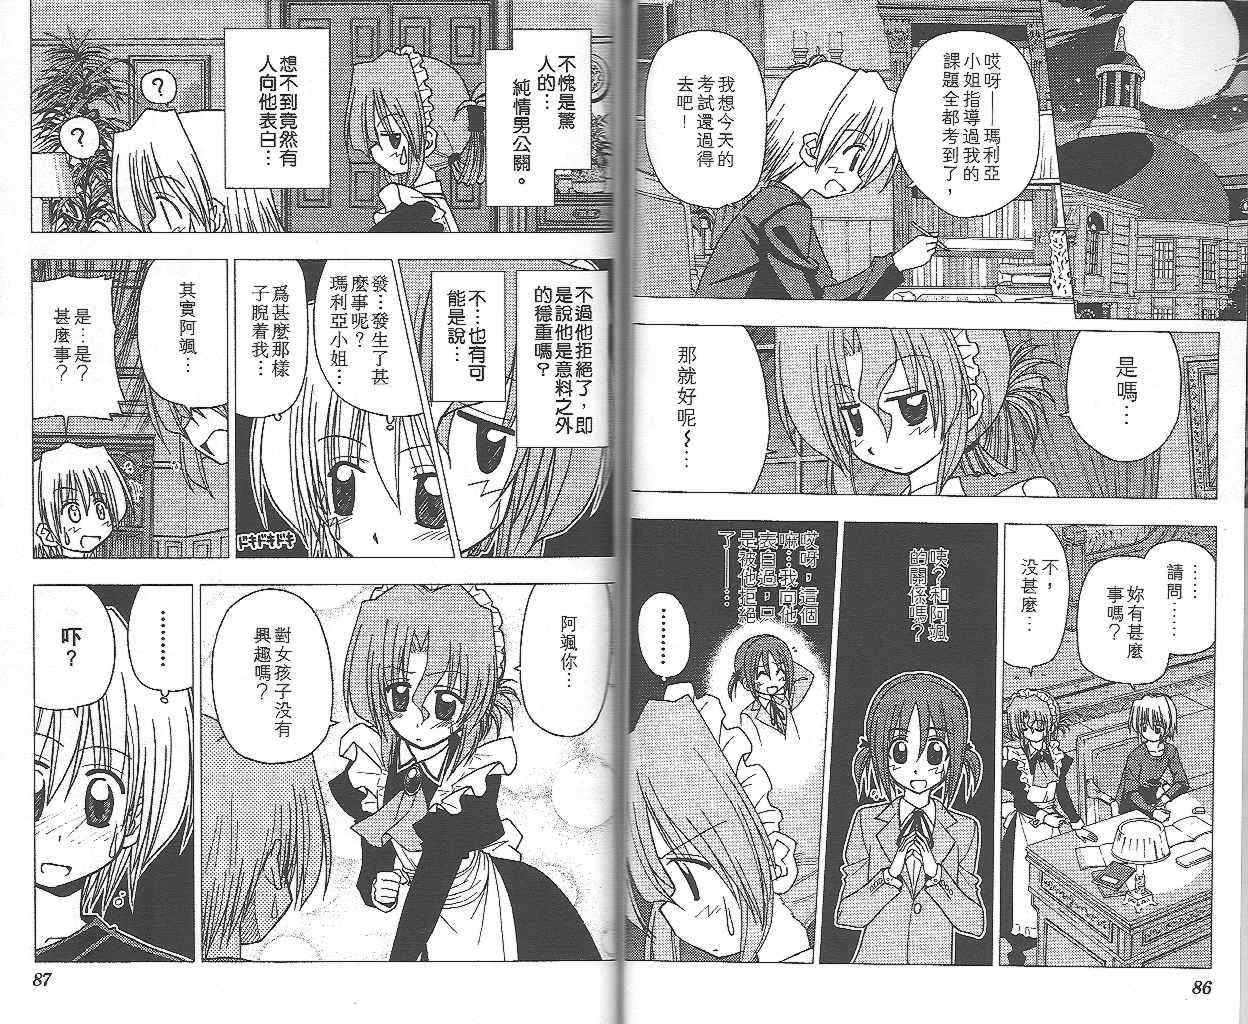 哎呀——瑪利亞
小姐指導過我的
課題全都考到了，
我想今天的
考試還過得
去吧！
是嗎…
那就好呢～…
……
請問……
妳有甚麼
事嗎？
不，
沒甚麼…
咦？和阿颯
的關係嗎？
哎呀，這個
嘛…我向他
表白過，只
是被他拒絕
了——……
………
86
不愧是驚
人的…
純情男公關。
想不到竟然有
人向他表白…
？
？
不過他拒絕了，即
是說他是意料之外
的穩重嗎？
不…也有可
能是說…
發…發生了甚
麼事呢？
瑪利亞小姐…
為甚麼那樣
子睨着我…
ドキドキドキ
其實阿颯…
是…是？
甚麼事？
阿颯你…
對女孩子没有
興趣嗎？
………
吓？
87